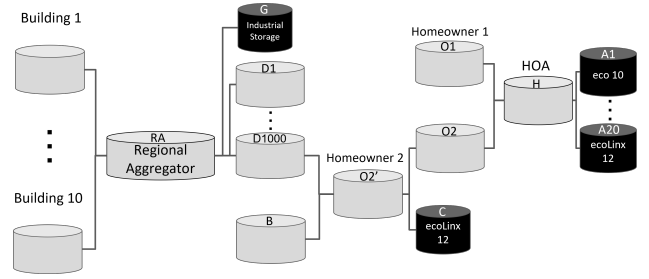 Building 1
Building 10
RA
Regional
Aggregator
G
Industrial
Storage
D1
D1000
B
Homeowner 2
O2'
Homeowner 1
O1
O2
C
ecoLinx
12
HOA
H
A1
eco 10
A20
ecoLinx
12